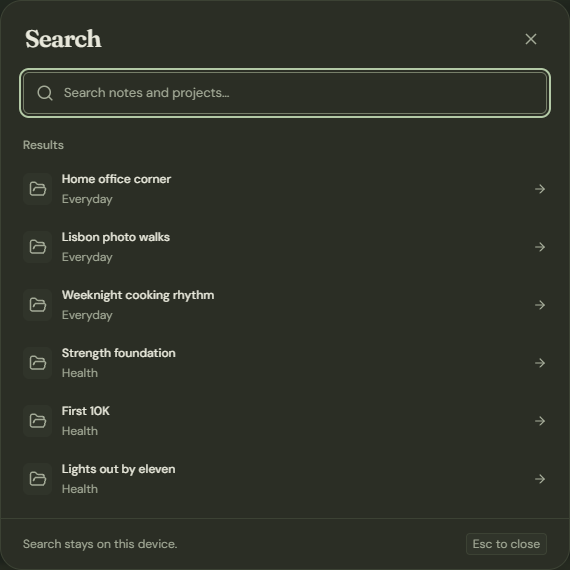 Search
Search notes and projects...
Results
Home office corner
Everyday
Lisbon photo walks
Everyday
Weeknight cooking rhythm
Everyday
Strength foundation
Health
First 10K
Health
Lights out by eleven
Health
Search stays on this device.
Esc to close